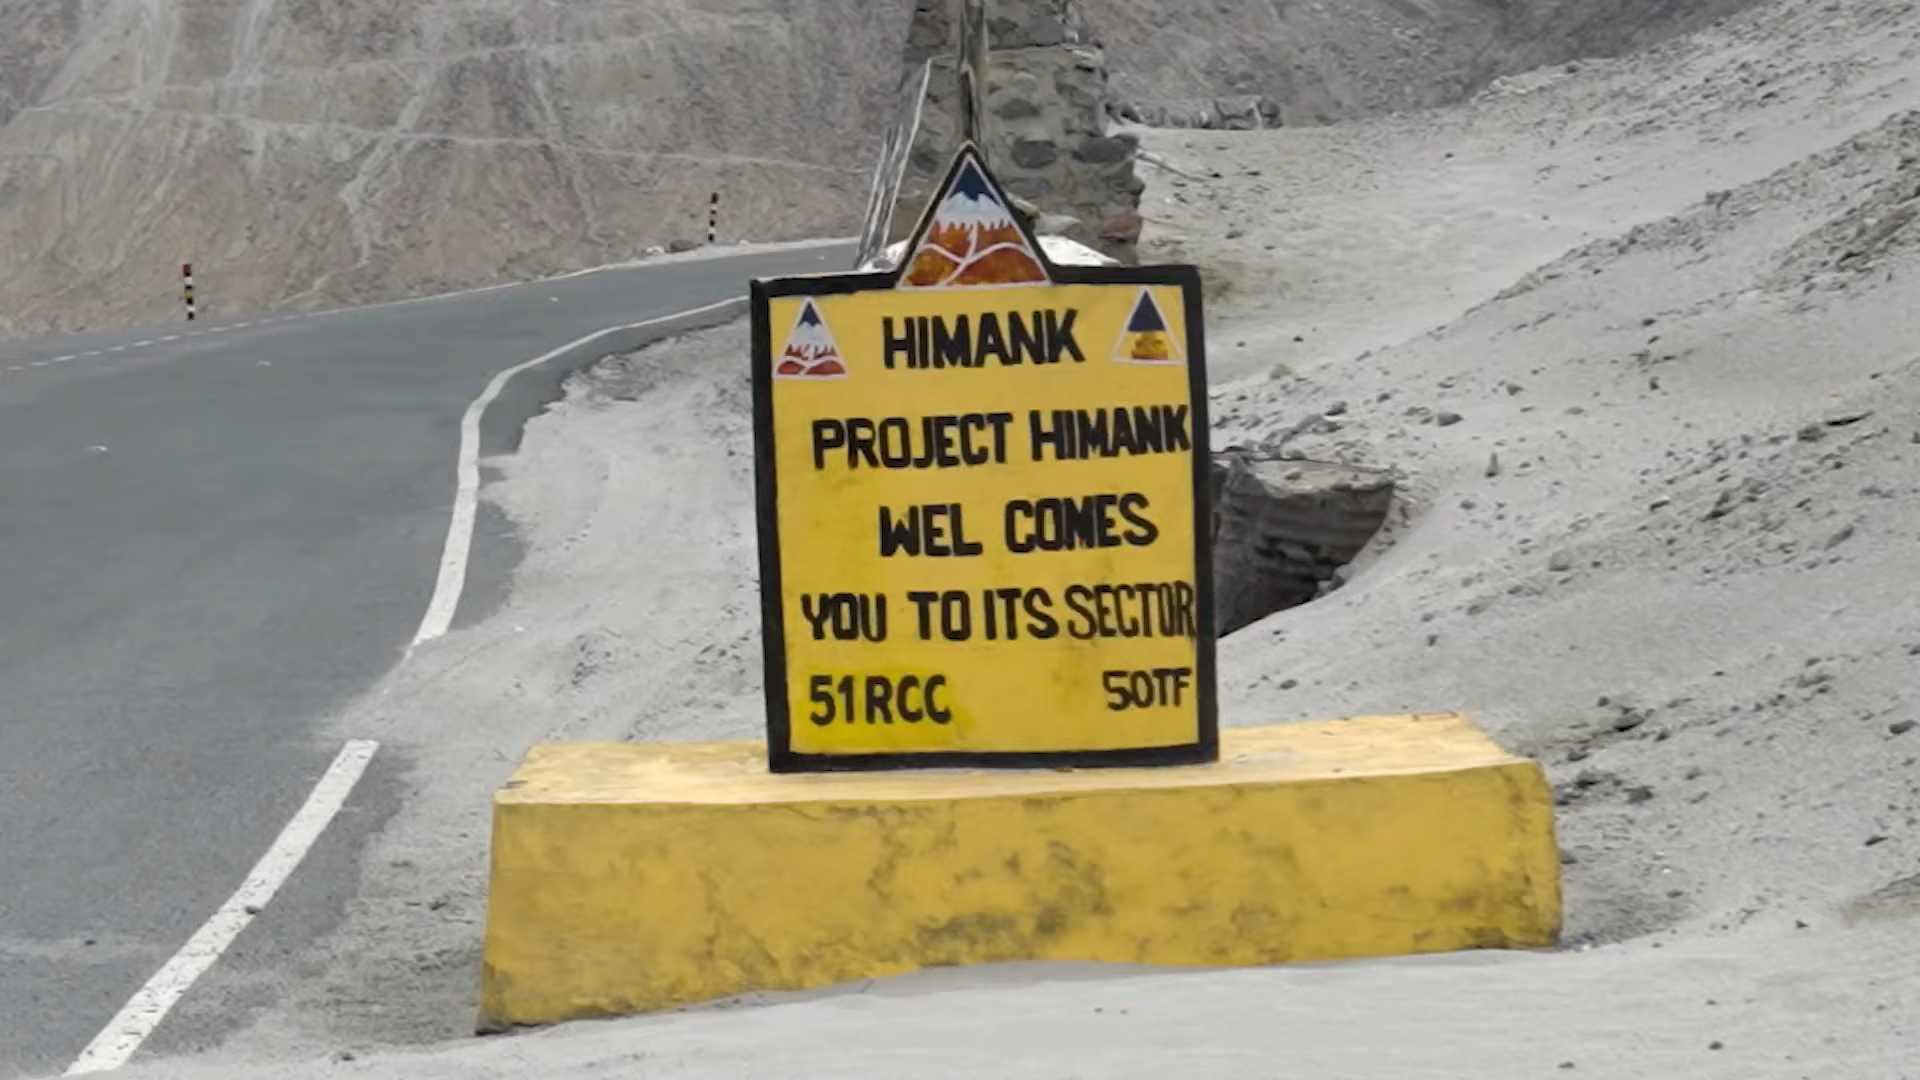 HIMANK
PROJECT HIMANK
WEL COMES
YOU TO ITS SECTOR
51RCC 50TF